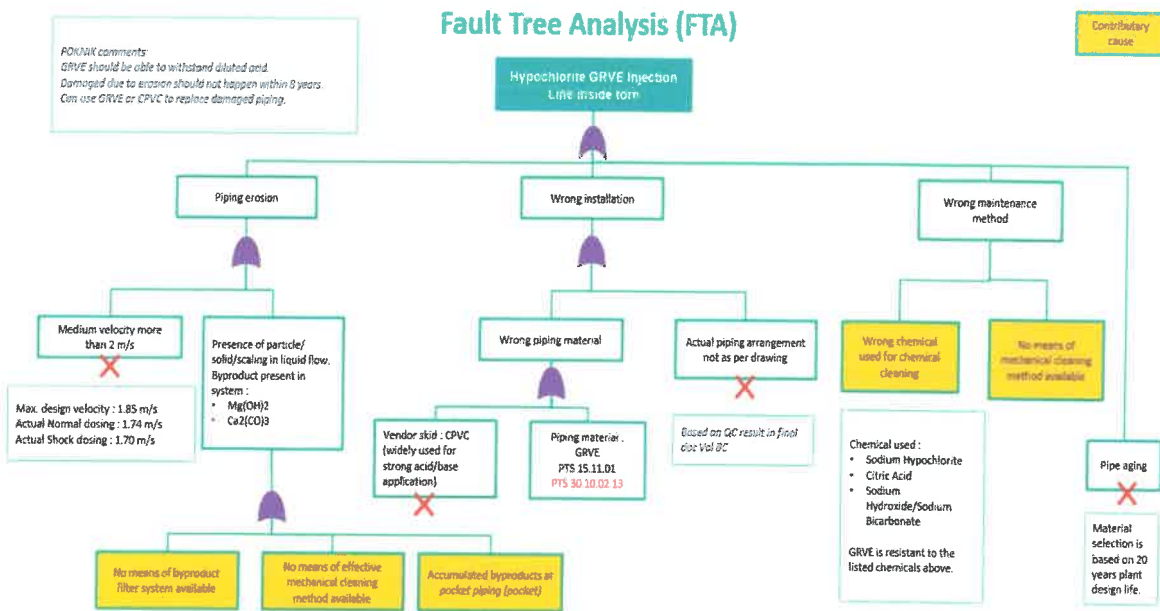 Fault Tree Analysis (FTA)
Contributary
cause
POKNIK comments:
GRVE should be able to withstand diluted acid.
Damaged due to erosion should not happen within 8 years.
Can use GRVE or CPVC to replace damaged piping.
Hypochlorite GRVE Injection
Line inside torn
Piping erosion
Wrong installation
Wrong maintenance
method
Medium velocity more
than 2 m/s
Presence of particle/
solid/scaling in liquid flow.
Byproduct present in
system :
• Mg(OH)2
• Ca2(CO)3
Wrong piping material
Actual piping arrangement
not as per drawing
Wrong chemical
used for chemical
cleaning
No means of
mechanical cleaning
method available
Max. design velocity : 1.85 m/s
Actual Normal dosing : 1.74 m/s
Actual Shock dosing : 1.70 m/s
Vendor skid : CPVC
(widely used for
strong acid/base
application)
Piping material :
GRVE
PTS 15.11.01
PTS 30.10.02.13
Based on QC result in final
doc Vol 8C
Chemical used :
• Sodium Hypochlorite
• Citric Acid
• Sodium
Hydroxide/Sodium
Bicarbonate
GRVE is resistant to the
listed chemicals above.
Pipe aging
Material
selection is
based on 20
years plant
design life.
No means of byproduct
filter system available
No means of effective
mechanical cleaning
method available
Accumulated byproducts at
pocket piping (pocket)